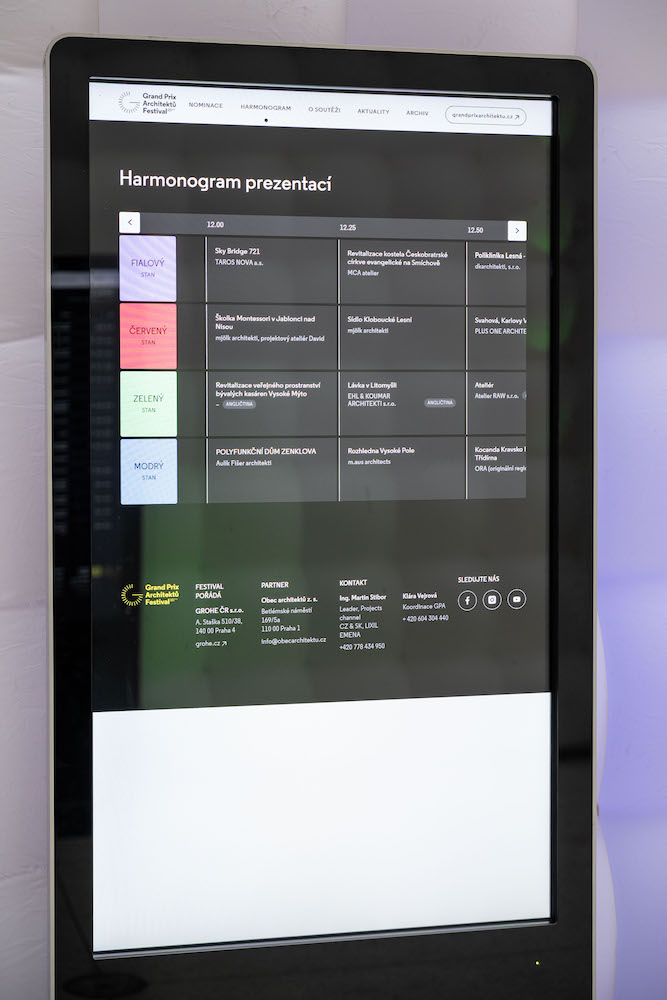 Grand Prix
Architektů
Festival
NOMINACE
HARMONOGRAM
O SOUTĚŽI
AKTUALITY
ARCHIV
grandprixarchitektu.cz
Harmonogram prezentací
12.00
12.25
12.50
FIALOVÝ
STAN
Sky Bridge 721
TAROS NOVA a.s.
Revitalizace kostela Českobratrské
církve evangelické na Smíchově
MCA atelier
Poliklinika Lesná -
dkarchitekti, s.r.o.
ČERVENÝ
STAN
Školka Montessori v Jablonci nad
Nisou
mjölk architekti, projektový ateliér David
Sídlo Kloboucké Lesní
mjölk architekti
Svahová, Karlovy V
PLUS ONE ARCHITE
ZELENÝ
STAN
Revitalizace veřejného prostranství
bývalých kasáren Vysoké Mýto
– ANGLIČTINA
Lávka v Litomyšli
EHL & KOUMAR
ARCHITEKTI s.r.o.
ANGLIČTINA
Ateliér
Atelier RAW s.r.o.
MODRÝ
STAN
POLYFUNKČNÍ DŮM ZENKLOVA
Aulík Fišer architekti
Rozhledna Vysoké Pole
m.aus architects
Kocanda Kravsko
Třídírna
ORA (originální regi
Grand Prix
Architektů
Festival
FESTIVAL
POŘÁDÁ
GROHE ČR s.r.o.
A. Staška 510/38,
140 00 Praha 4
grohe.cz
PARTNER
Obec architektů z. s.
Betlémské náměstí
169/5a
110 00 Praha 1
info@obecarchitektu.cz
KONTAKT
Ing. Martin Stibor
Leader, Projects
channel
CZ & SK, LIXIL
EMENA
+420 778 434 950
Klára Vejrová
Koordinace GPA
+ 420 604 304 440
SLEDUJTE NÁS